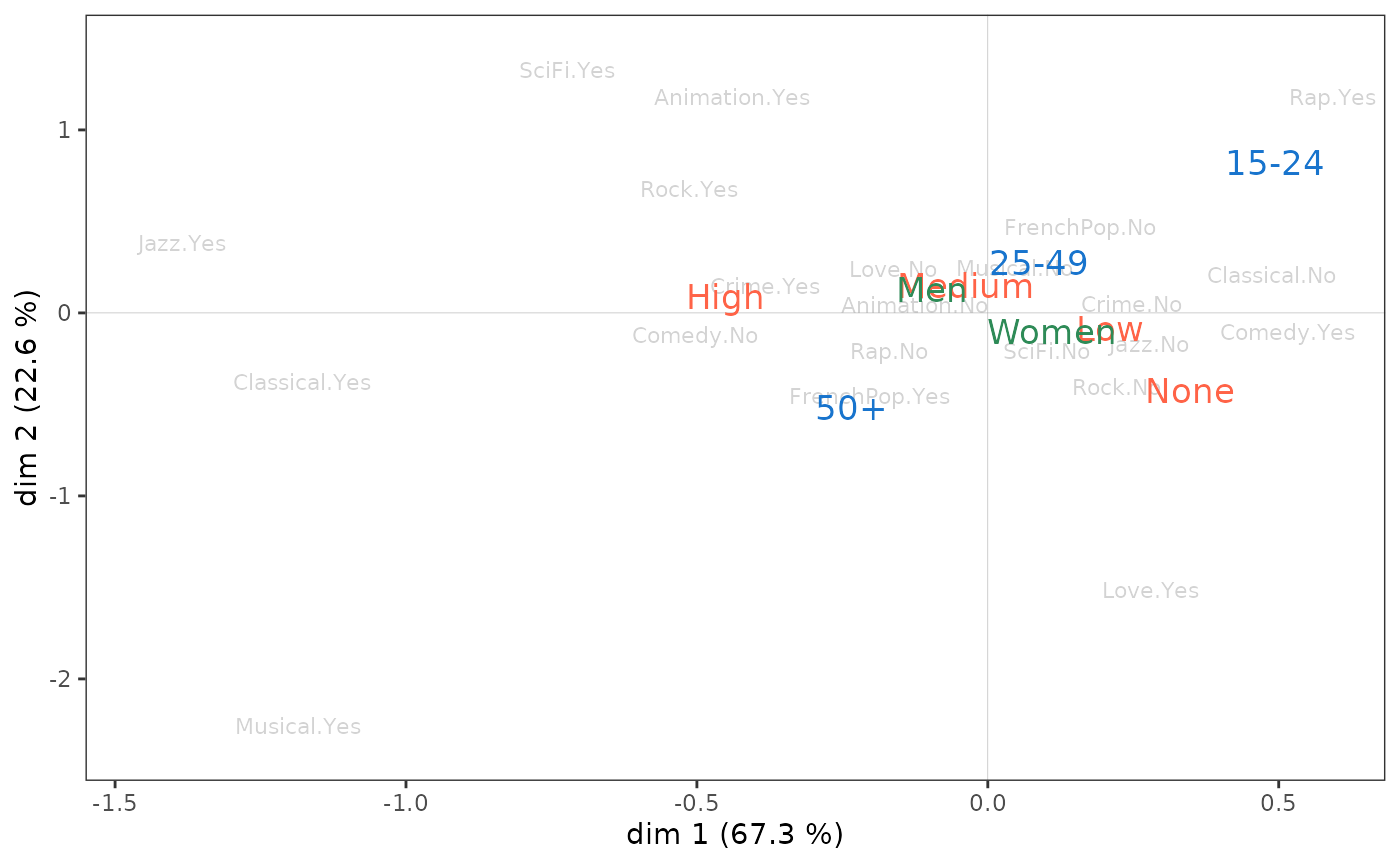 SciFi.Yes
Animation.Yes
Rap.Yes
1
15-24
Rock.Yes
FrenchPop.No
Jazz.Yes
25-49
Love.No
Musical.No
Classical.No
Crime.Yes
Medium
Men
High
Animation.No
Crime.No
0
Women
Low
Comedy.Yes
Comedy.No
Jazz.No
Rap.No
SciFi.No
Classical.Yes
Rock.No
None
FrenchPop.Yes
50+
-1
Love.Yes
-2
Musical.Yes
dim 2 (22.6 %)
-1.5
-1.0
-0.5
0.0
0.5
dim 1 (67.3 %)